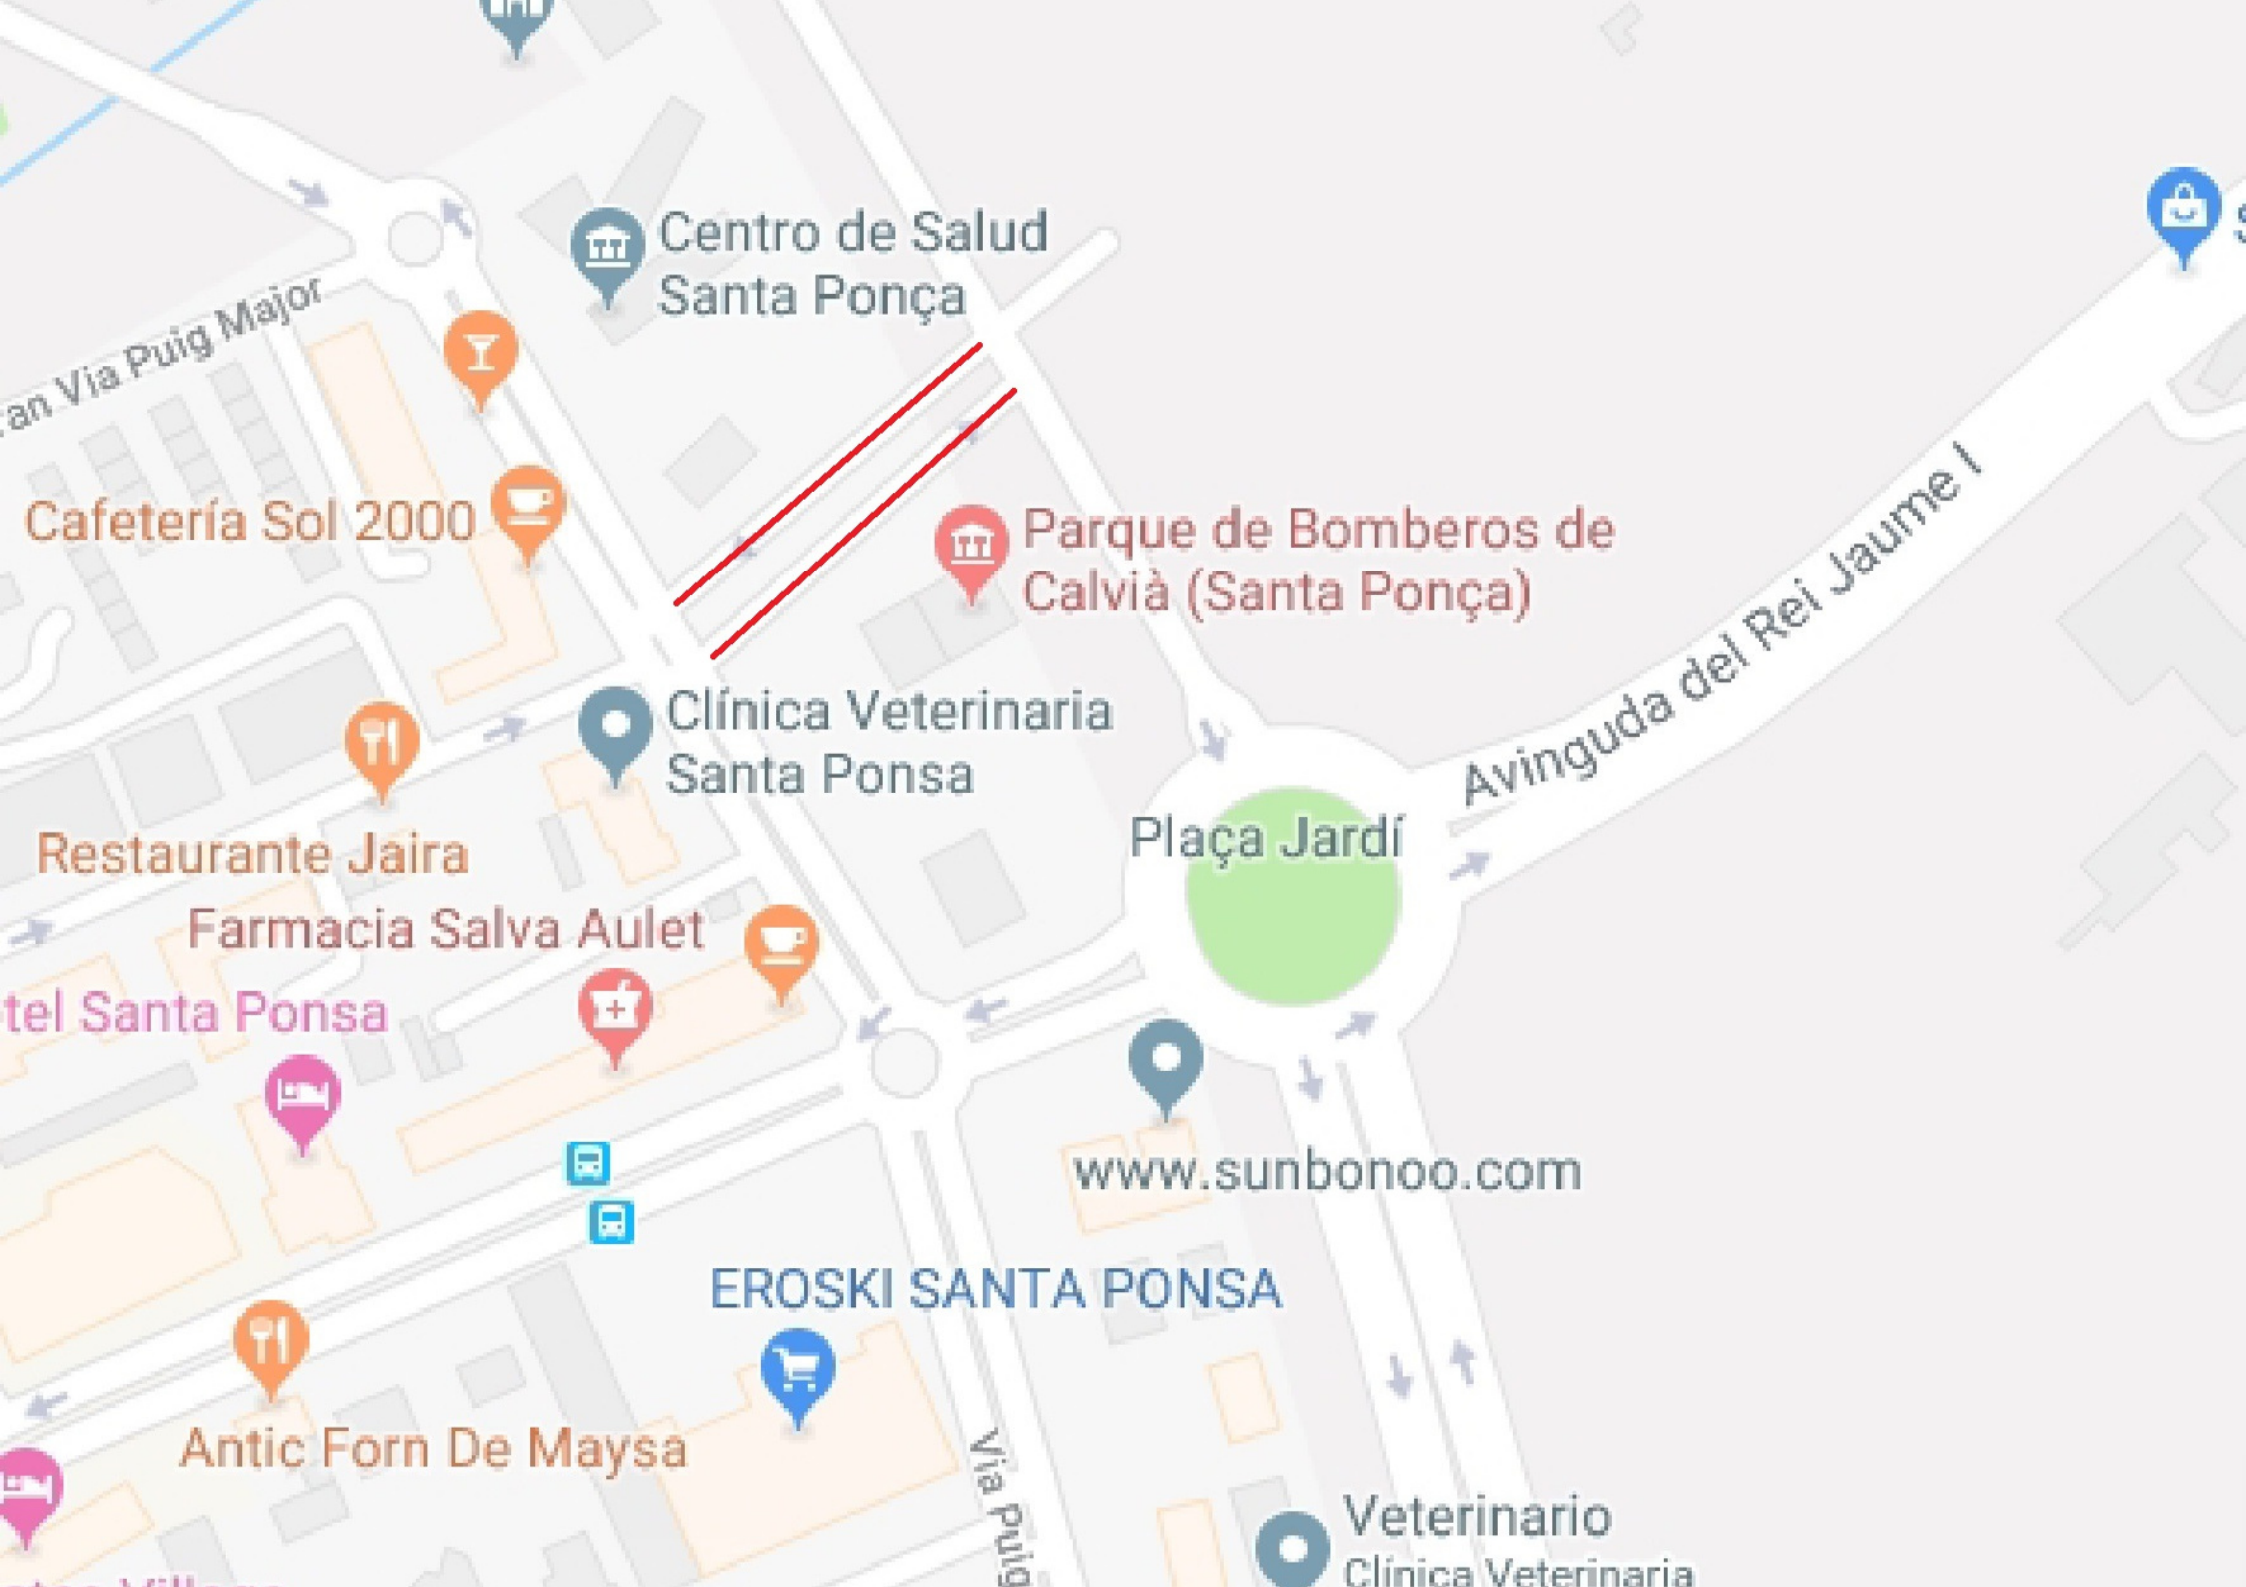 Centro de Salud
Santa Ponça
Gran Via Puig Major
Cafetería Sol 2000
Parque de Bomberos de
Calvià (Santa Ponça)
Avinguda del Rei Jaume I
Clínica Veterinaria
Santa Ponsa
Plaça Jardí
Restaurante Jaira
Farmacia Salva Aulet
tel Santa Ponsa
www.sunbonoo.com
EROSKI SANTA PONSA
Antic Forn De Maysa
Via Puig
Veterinario
Clínica Veterinaria